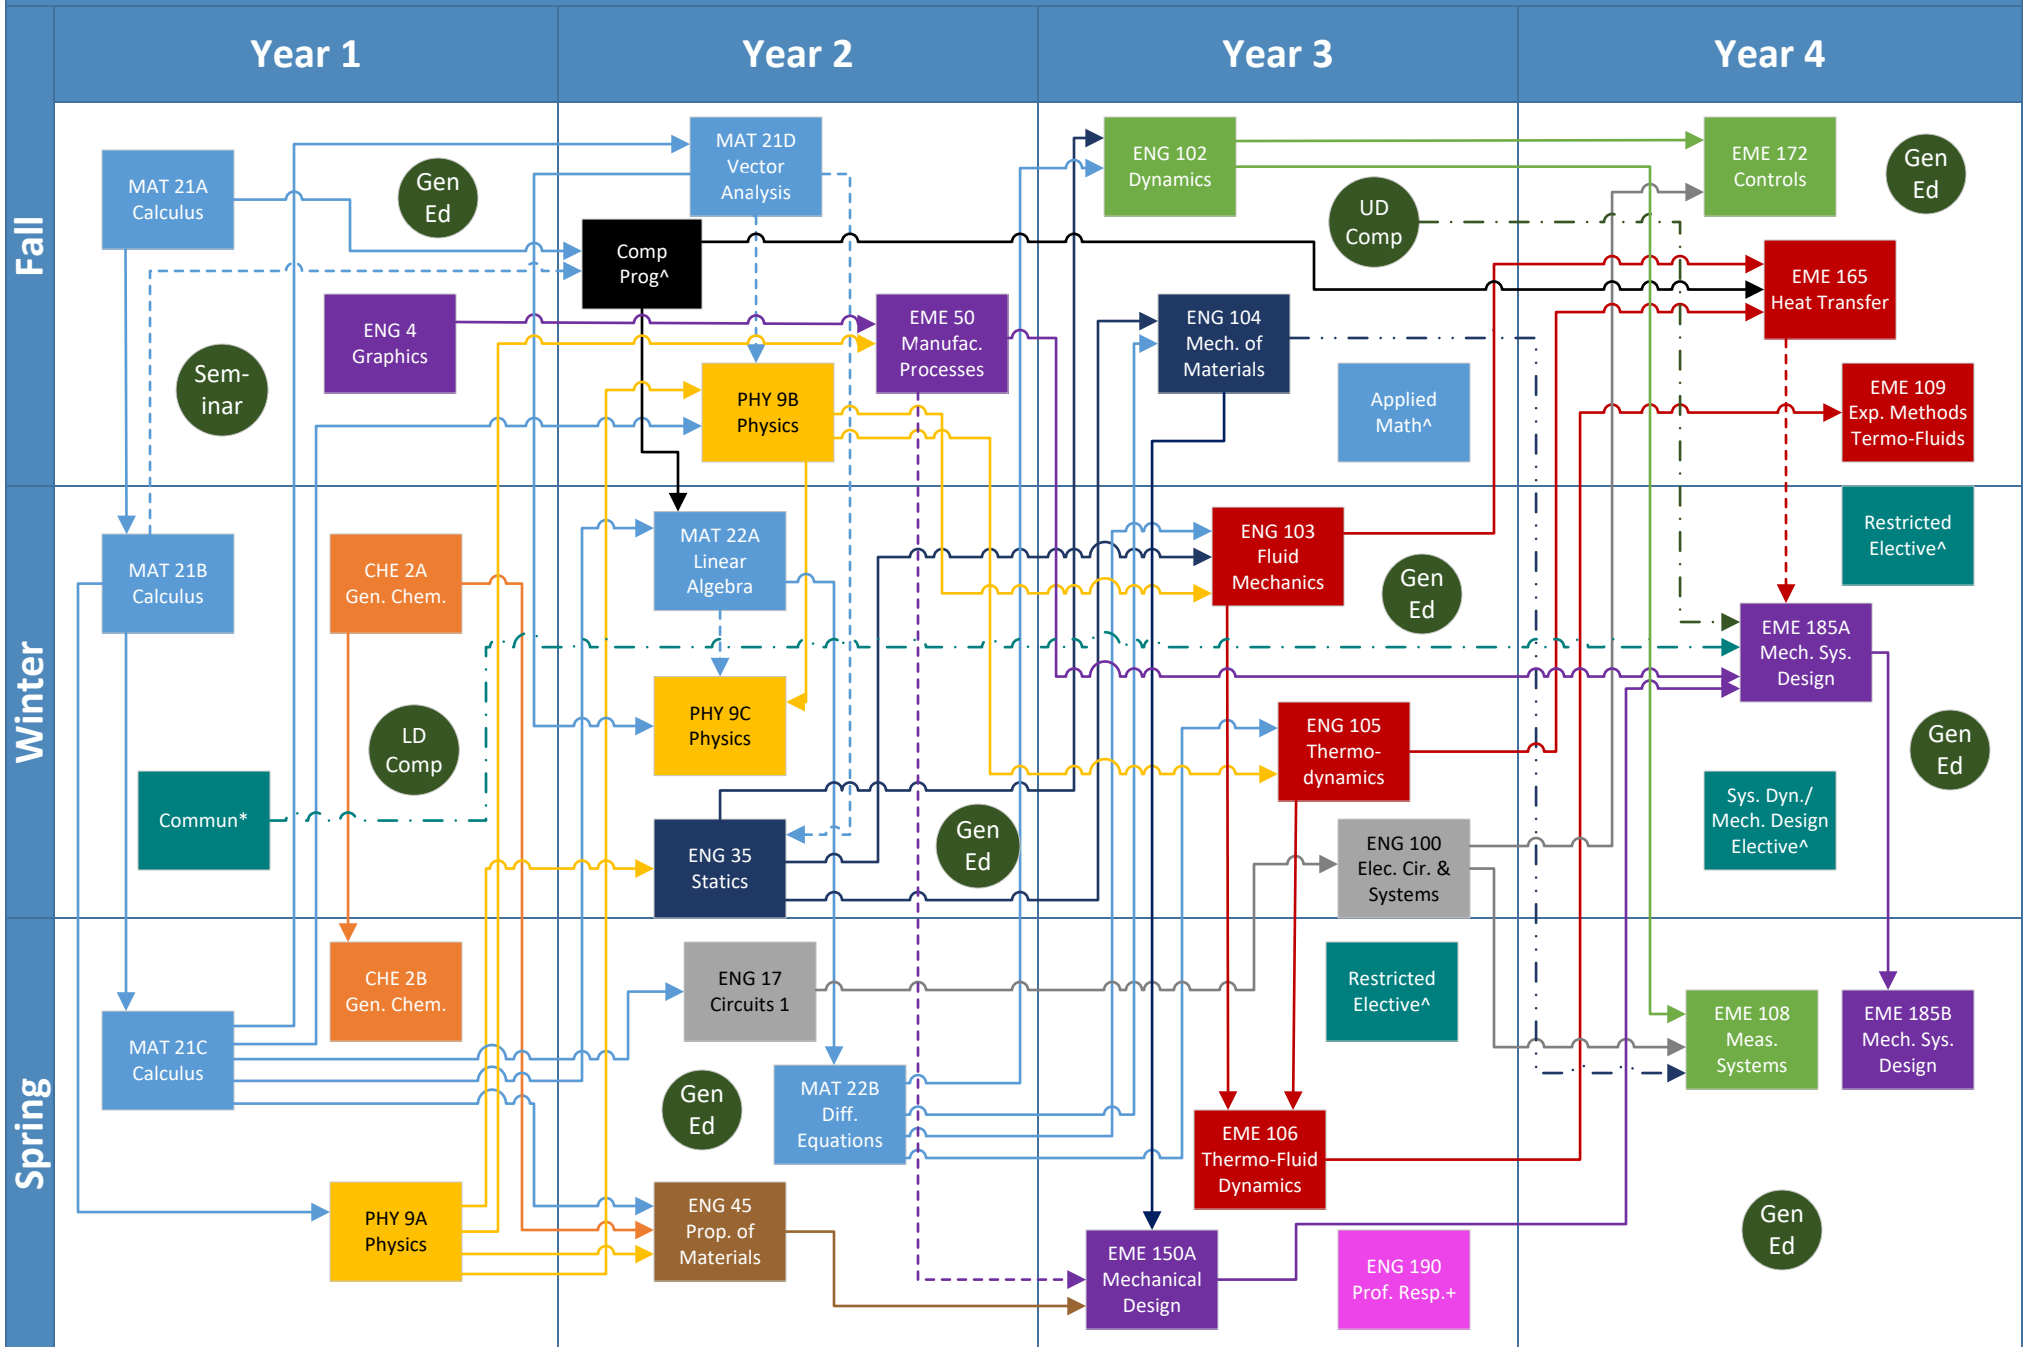 Year 1
Year 2
Year 3
Year 4
Fall
MAT 21A
Calculus
Gen
Ed
MAT 21D
Vector
Analysis
ENG 102
Dynamics
UD
Comp
EME 172
Controls
Gen
Ed
Comp
Prog^
ENG 4
Graphics
EME 50
Manufac.
Processes
ENG 104
Mech. of
Materials
EME 165
Heat Transfer
Sem-
inar
PHY 9B
Physics
Applied
Math^
EME 109
Exp. Methods
Termo-Fluids
Winter
MAT 21B
Calculus
CHE 2A
Gen. Chem.
MAT 22A
Linear
Algebra
ENG 103
Fluid
Mechanics
Gen
Ed
Restricted
Elective^
EME 185A
Mech. Sys.
Design
LD
Comp
PHY 9C
Physics
ENG 105
Thermo-
dynamics
Gen
Ed
Commun*
ENG 35
Statics
Gen
Ed
ENG 100
Elec. Cir. &
Systems
Sys. Dyn./
Mech. Design
Elective^
Spring
CHE 2B
Gen. Chem.
ENG 17
Circuits 1
Restricted
Elective^
MAT 21C
Calculus
EME 108
Meas.
Systems
EME 185B
Mech. Sys.
Design
Gen
Ed
MAT 22B
Diff.
Equations
EME 106
Thermo-Fluid
Dynamics
PHY 9A
Physics
ENG 45
Prop. of
Materials
EME 150A
Mechanical
Design
ENG 190
Prof. Resp.+
Gen
Ed